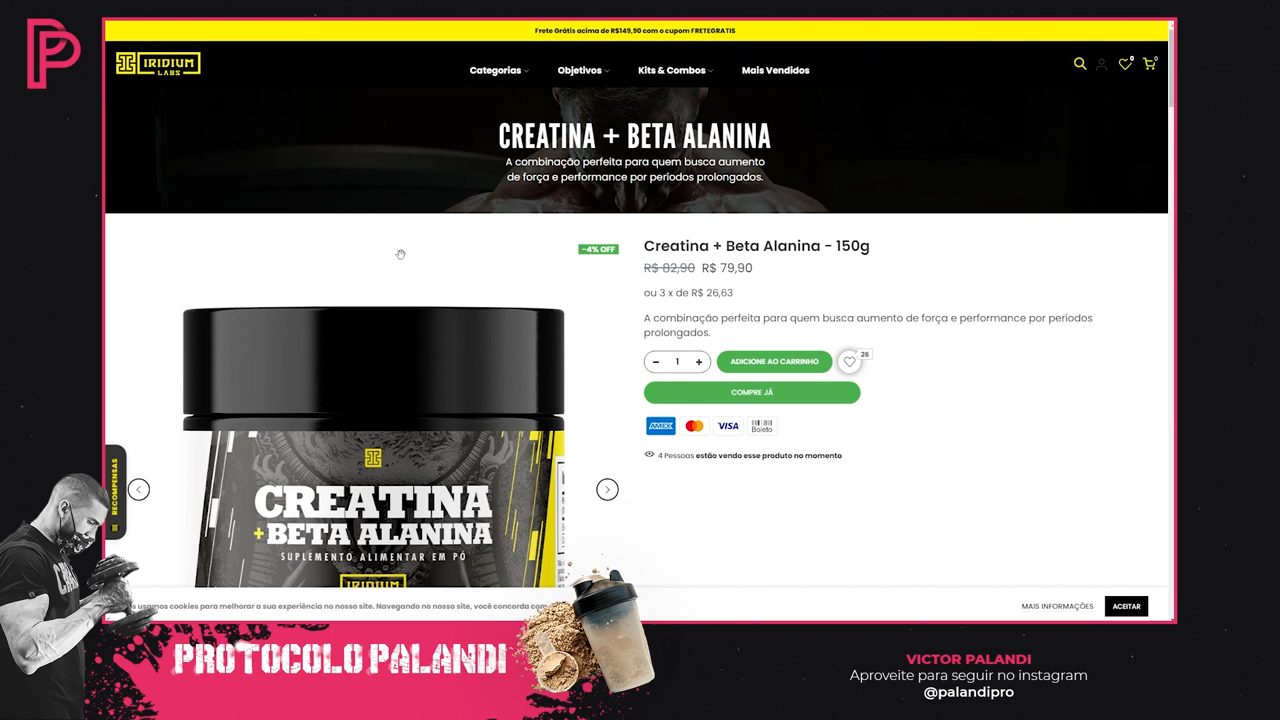 Frete Grátis acima de R$149,90 com o cupom FRETEGRATIS
IRIDIUM
LABS
Categorias
Objetivos
Kits & Combos
Mais Vendidos
0
0
CREATINA + BETA ALANINA
A combinação perfeita para quem busca aumento
de força e performance por períodos prolongados.
-4% OFF
Creatina + Beta Alanina - 150g
R$ 82,90 R$ 79,90
ou 3 x de R$ 26,63
A combinação perfeita para quem busca aumento de força e performance por períodos
prolongados.
- 1 +
ADICIONE AO CARRINHO
26
COMPRE JÁ
AMEX
VISA
Boleto
4 Pessoas estão vendo esse produto no momento
RECOMPENSAS
CREATINA
+BETA ALANINA
SUPLEMENTO ALIMENTAR EM PÓ
IRIDIUM
s usamos cookies para melhorar a sua experiência no nosso site. Navegando no nosso site, você concorda com
MAIS INFORMAÇÕES
ACEITAR
PROTOCOLO PALANDI
VICTOR PALANDI
Aproveite para seguir no instagram
@palandipro